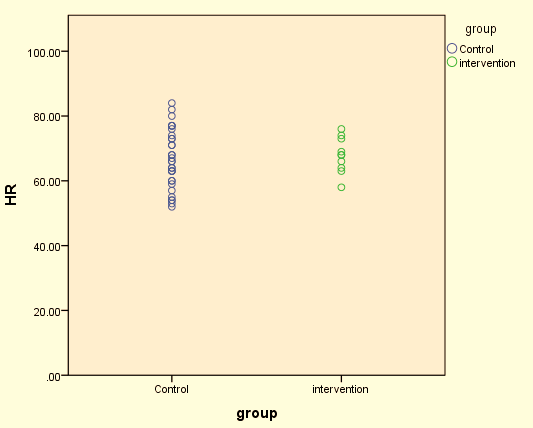 group
Control
intervention
100.00
80.00
60.00
40.00
20.00
.00
HR
Control
intervention
group